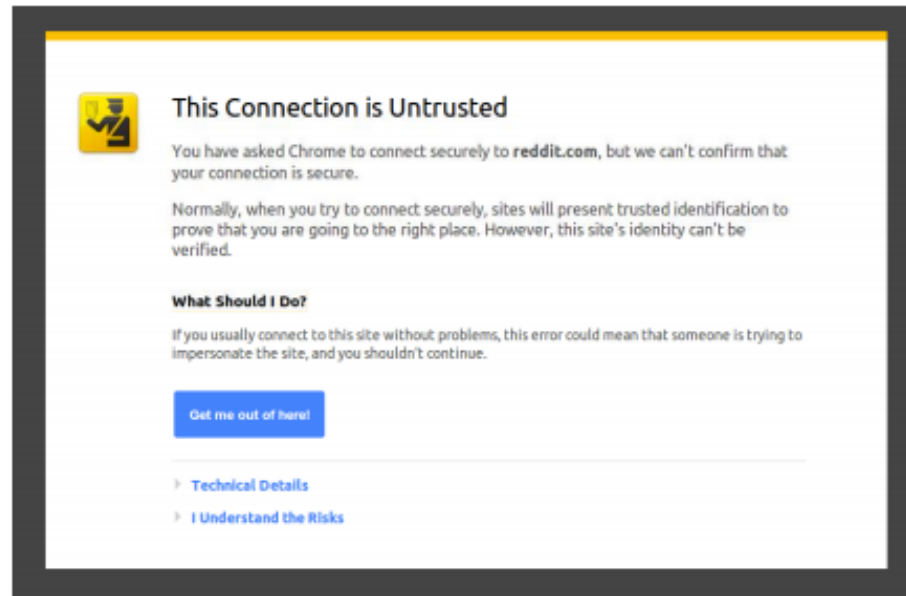 This Connection is Untrusted
You have asked Chrome to connect securely to reddit.com, but we can't confirm that
your connection is secure.
Normally, when you try to connect securely, sites will present trusted identification to
prove that you are going to the right place. However, this site's identity can't be
verified.
What Should I Do?
If you usually connect to this site without problems, this error could mean that someone is trying to
impersonate the site, and you shouldn't continue.
Get me out of here!
Technical Details
I Understand the Risks